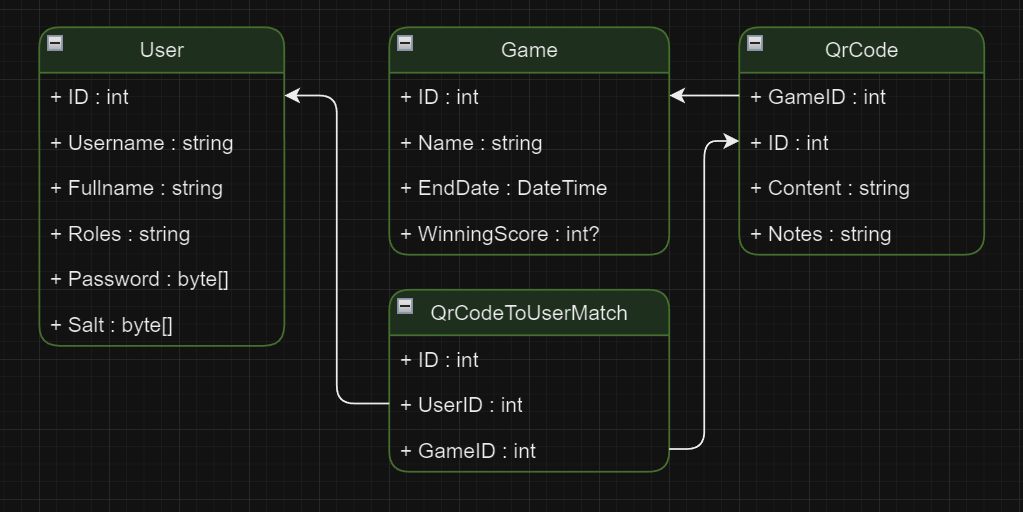 User
+ ID : int
+ Username : string
+ Fullname : string
+ Roles : string
+ Password : byte[]
+ Salt : byte[]
Game
+ ID : int
+ Name : string
+ EndDate : DateTime
+ WinningScore : int?
QrCode
+ GameID : int
+ ID : int
+ Content : string
+ Notes : string
QrCodeToUserMatch
+ ID : int
+ UserID : int
+ GameID : int